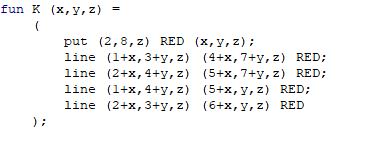 fun K (x,y,z) =
(
put (2,8,z) RED (x,y,z);
line (1+x,3+y,z) (4+x,7+y,z) RED;
line (2+x,4+y,z) (5+x,7+y,z) RED;
line (1+x,4+y,z) (5+x,y,z) RED;
line (2+x,3+y,z) (6+x,y,z) RED
);